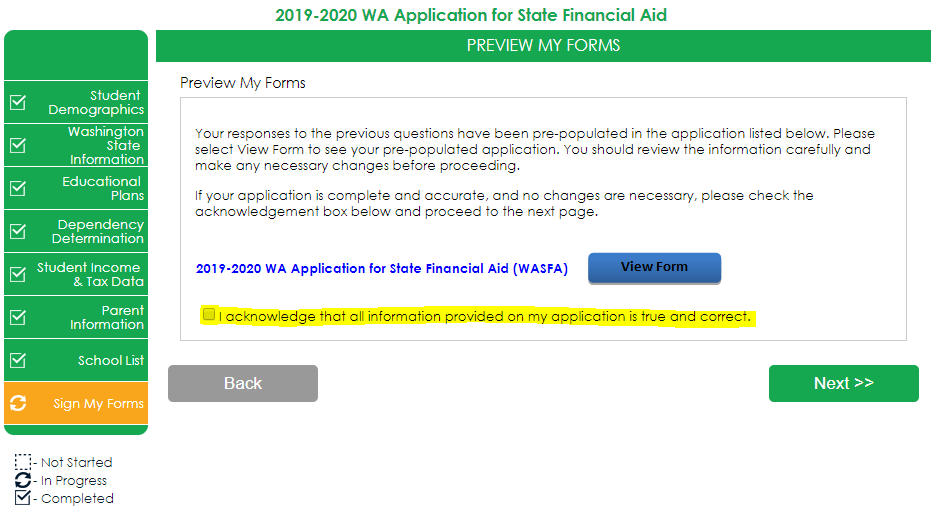 2019-2020 WA Application for State Financial Aid
PREVIEW MY FORMS
Student
Demographics
Washington
State
Information
Educational
Plans
Dependency
Determination
Student Income
& Tax Data
Parent
Information
School List
Sign My Forms
- Not Started
- In Progress
- Completed
Preview My Forms
Your responses to the previous questions have been pre-populated in the application listed below. Please
select View Form to see your pre-populated application. You should review the information carefully and
make any necessary changes before proceeding.
If your application is complete and accurate, and no changes are necessary, please check the
acknowledgement box below and proceed to the next page.
2019-2020 WA Application for State Financial Aid (WASFA)
View Form
I acknowledge that all information provided on my application is true and correct.
Back
Next >>